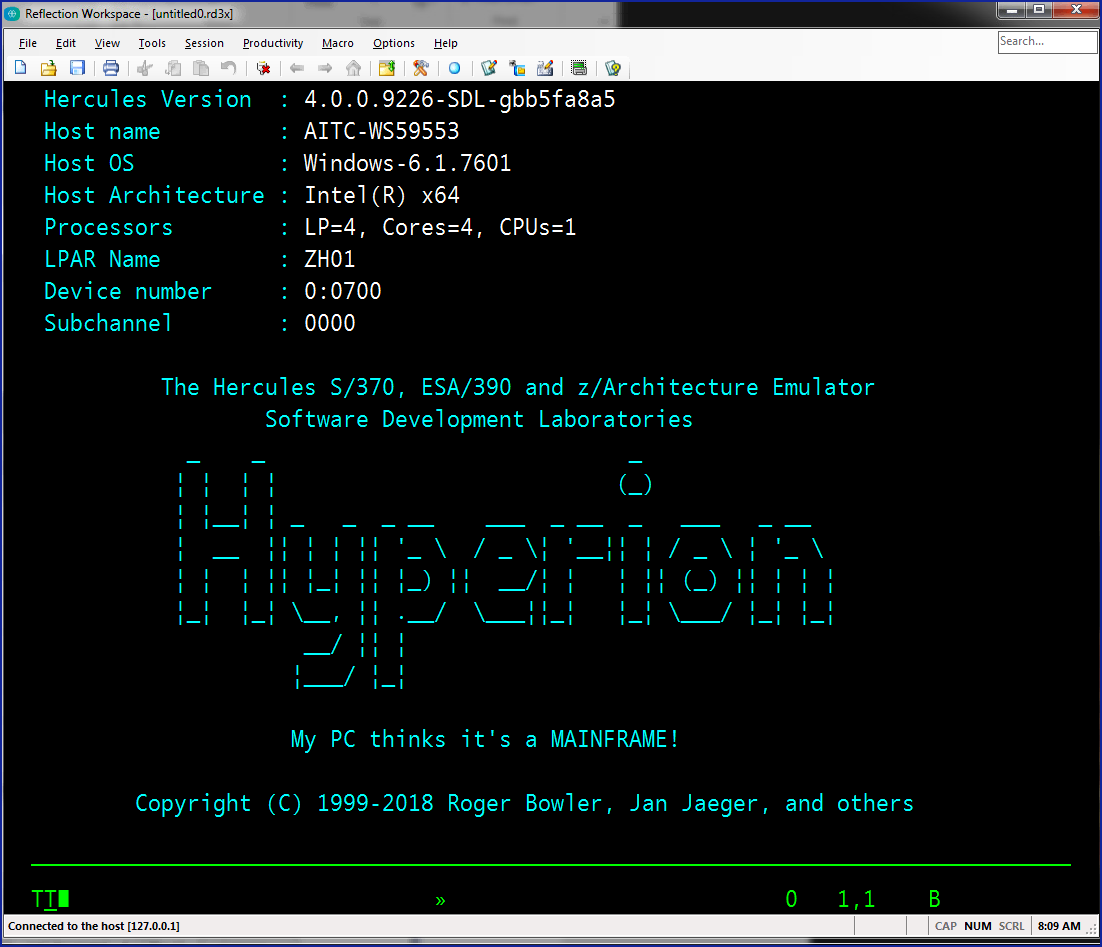 Reflection Workspace - [untitled0.rd3x]
File Edit View Tools Session Productivity Macro Options Help
Search...
Hercules Version : 4.0.0.9226-SDL-gbb5fa8a5
Host name : AITC-WS59553
Host OS : Windows-6.1.7601
Host Architecture : Intel(R) x64
Processors : LP=4, Cores=4, CPUs=1
LPAR Name : ZH01
Device number : 0:0700
Subchannel : 0000
The Hercules S/370, ESA/390 and z/Architecture Emulator
Software Development Laboratories
Hyperion
My PC thinks it's a MAINFRAME!
Copyright (C) 1999-2018 Roger Bowler, Jan Jaeger, and others
TT » 0 1,1 B
Connected to the host [127.0.0.1] CAP NUM SCRL 8:09 AM